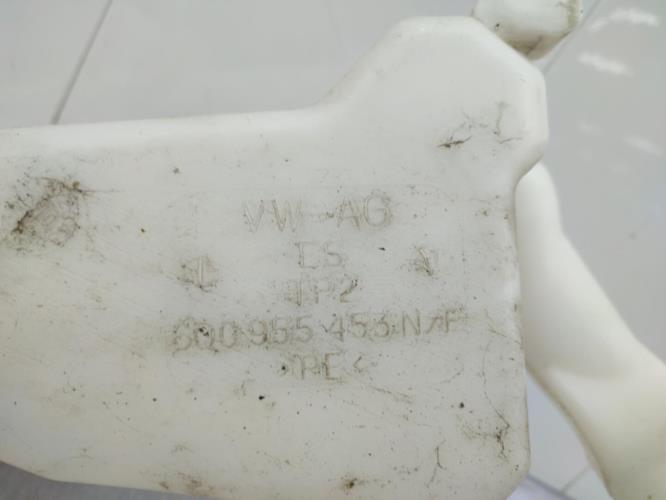 VW-AG
ES
TP2
6Q0 955 453 N/F
>PE<